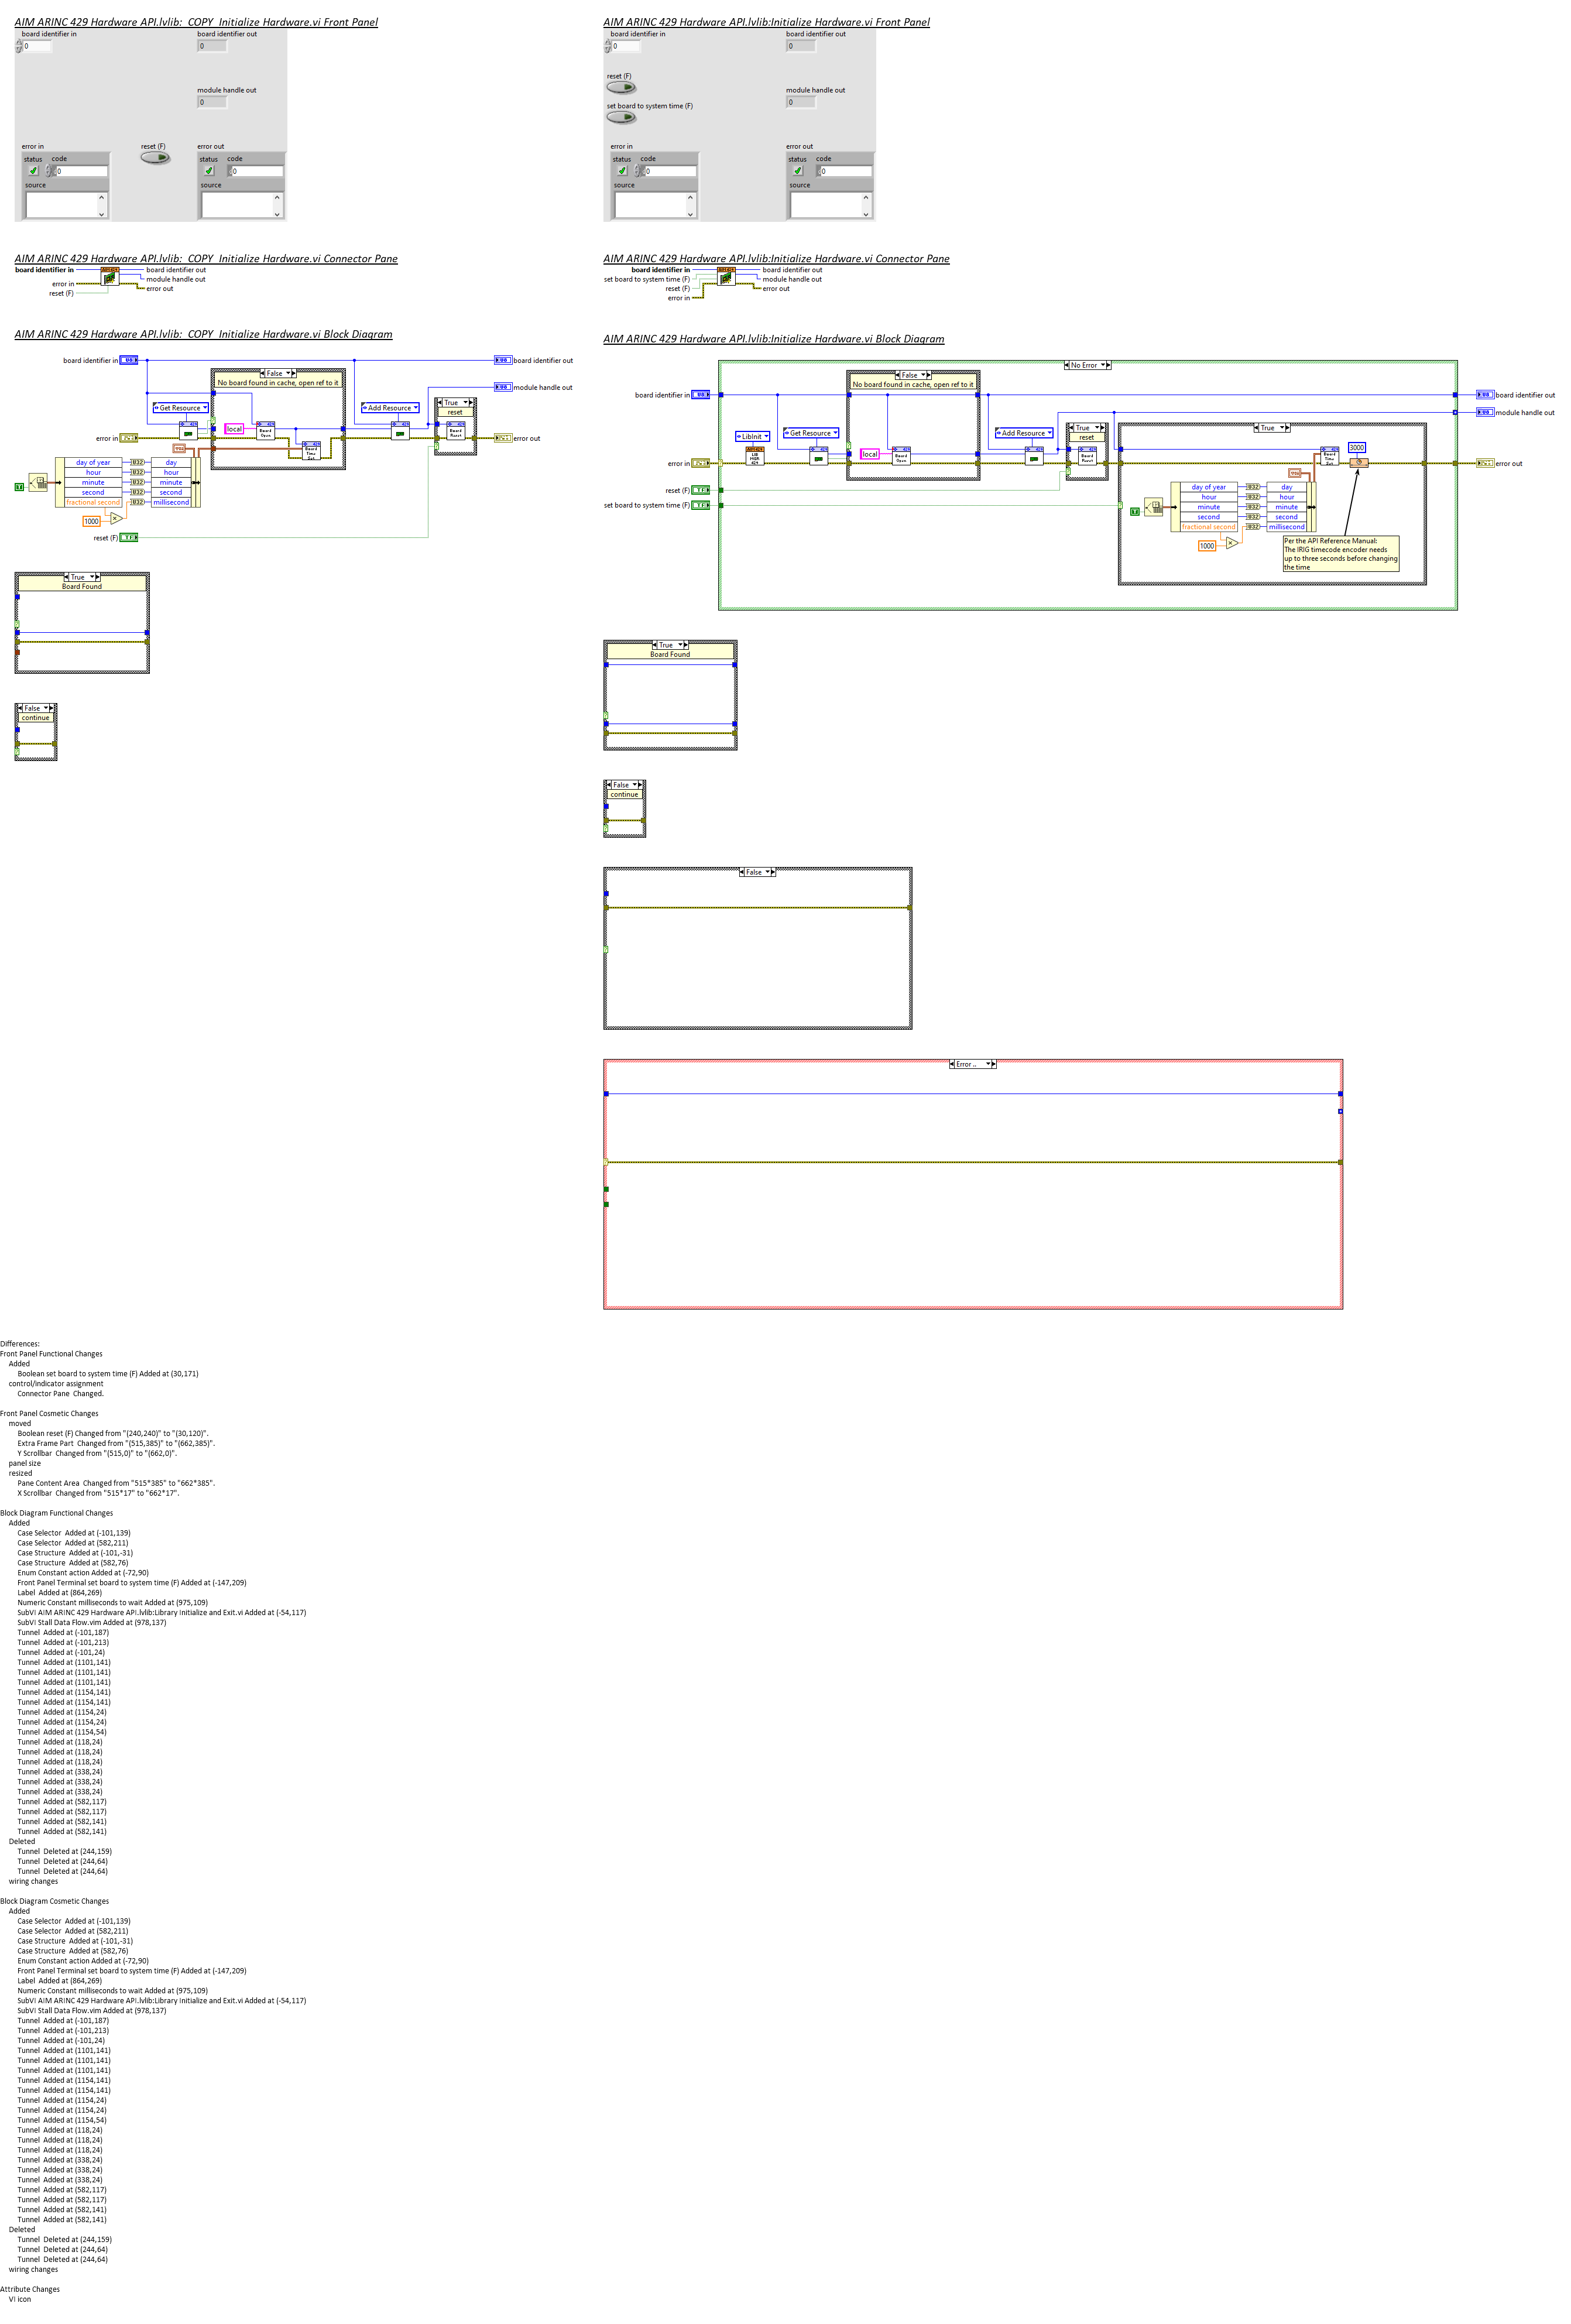 AIM ARINC 429 Hardware API.lvlib:_COPY_Initialize Hardware.vi Front Panel
board identifier in
board identifier out
0
0
module handle out
0
error in
reset (F)
error out
status code
status code
0
0
source
source
AIM ARINC 429 Hardware API.lvlib:_COPY_Initialize Hardware.vi Connector Pane
board identifier in
board identifier out
module handle out
error in
error out
reset (F)
AIM ARINC 429 Hardware API.lvlib:_COPY_Initialize Hardware.vi Block Diagram
board identifier in
board identifier out
False
No board found in cache, open ref to it
module handle out
Get Resource
Add Resource
True
reset
local
Board Open
Board Reset
error in
error out
Board Time Set
day of year
U32
day
hour
U32
hour
minute
U32
minute
second
U32
second
fractional second
U32
millisecond
1000
reset (F)
True
Board Found
False
continue
AIM ARINC 429 Hardware API.lvlib:Initialize Hardware.vi Front Panel
board identifier in
board identifier out
0
0
reset (F)
module handle out
0
set board to system time (F)
error in
error out
status code
status code
0
0
source
source
AIM ARINC 429 Hardware API.lvlib:Initialize Hardware.vi Connector Pane
board identifier in
board identifier out
set board to system time (F)
module handle out
reset (F)
error out
error in
AIM ARINC 429 Hardware API.lvlib:Initialize Hardware.vi Block Diagram
No Error
False
No board found in cache, open ref to it
board identifier in
board identifier out
module handle out
True
reset
True
LibInit
Get Resource
Add Resource
local
Board Open
Board Reset
Board Time Set
3000
error in
error out
reset (F)
set board to system time (F)
day of year
U32
day
hour
U32
hour
minute
U32
minute
second
U32
second
fractional second
U32
millisecond
1000
Per the API Reference Manual:
The IRIG timecode encoder needs
up to three seconds before changing
the time
True
Board Found
False
continue
False
Error ..
Differences:
Front Panel Functional Changes
Added
Boolean set board to system time (F) Added at (30,171)
control/indicator assignment
Connector Pane  Changed.
Front Panel Cosmetic Changes
moved
Boolean reset (F) Changed from "(240,240)" to "(30,120)".
Extra Frame Part  Changed from "(515,385)" to "(662,385)".
Y Scrollbar  Changed from "(515,0)" to "(662,0)".
panel size
resized
Pane Content Area  Changed from "515*385" to "662*385".
X Scrollbar  Changed from "515*17" to "662*17".
Block Diagram Functional Changes
Added
Case Selector  Added at (-101,139)
Case Selector  Added at (582,211)
Case Structure  Added at (-101,-31)
Case Structure  Added at (582,76)
Enum Constant action Added at (-72,90)
Front Panel Terminal set board to system time (F) Added at (-147,209)
Label  Added at (864,269)
Numeric Constant milliseconds to wait Added at (975,109)
SubVI AIM ARINC 429 Hardware API.lvlib:Library Initialize and Exit.vi Added at (-54,117)
SubVI Stall Data Flow.vim Added at (978,137)
Tunnel  Added at (-101,187)
Tunnel  Added at (-101,213)
Tunnel  Added at (-101,24)
Tunnel  Added at (1101,141)
Tunnel  Added at (1101,141)
Tunnel  Added at (1101,141)
Tunnel  Added at (1154,141)
Tunnel  Added at (1154,141)
Tunnel  Added at (1154,24)
Tunnel  Added at (1154,24)
Tunnel  Added at (1154,54)
Tunnel  Added at (118,24)
Tunnel  Added at (118,24)
Tunnel  Added at (118,24)
Tunnel  Added at (338,24)
Tunnel  Added at (338,24)
Tunnel  Added at (338,24)
Tunnel  Added at (582,117)
Tunnel  Added at (582,117)
Tunnel  Added at (582,141)
Tunnel  Added at (582,141)
Deleted
Tunnel  Deleted at (244,159)
Tunnel  Deleted at (244,64)
Tunnel  Deleted at (244,64)
wiring changes
Block Diagram Cosmetic Changes
Added
Case Selector  Added at (-101,139)
Case Selector  Added at (582,211)
Case Structure  Added at (-101,-31)
Case Structure  Added at (582,76)
Enum Constant action Added at (-72,90)
Front Panel Terminal set board to system time (F) Added at (-147,209)
Label  Added at (864,269)
Numeric Constant milliseconds to wait Added at (975,109)
SubVI AIM ARINC 429 Hardware API.lvlib:Library Initialize and Exit.vi Added at (-54,117)
SubVI Stall Data Flow.vim Added at (978,137)
Tunnel  Added at (-101,187)
Tunnel  Added at (-101,213)
Tunnel  Added at (-101,24)
Tunnel  Added at (1101,141)
Tunnel  Added at (1101,141)
Tunnel  Added at (1101,141)
Tunnel  Added at (1154,141)
Tunnel  Added at (1154,141)
Tunnel  Added at (1154,24)
Tunnel  Added at (1154,24)
Tunnel  Added at (1154,54)
Tunnel  Added at (118,24)
Tunnel  Added at (118,24)
Tunnel  Added at (118,24)
Tunnel  Added at (338,24)
Tunnel  Added at (338,24)
Tunnel  Added at (338,24)
Tunnel  Added at (582,117)
Tunnel  Added at (582,117)
Tunnel  Added at (582,141)
Tunnel  Added at (582,141)
Deleted
Tunnel  Deleted at (244,159)
Tunnel  Deleted at (244,64)
Tunnel  Deleted at (244,64)
wiring changes
Attribute Changes
VI icon